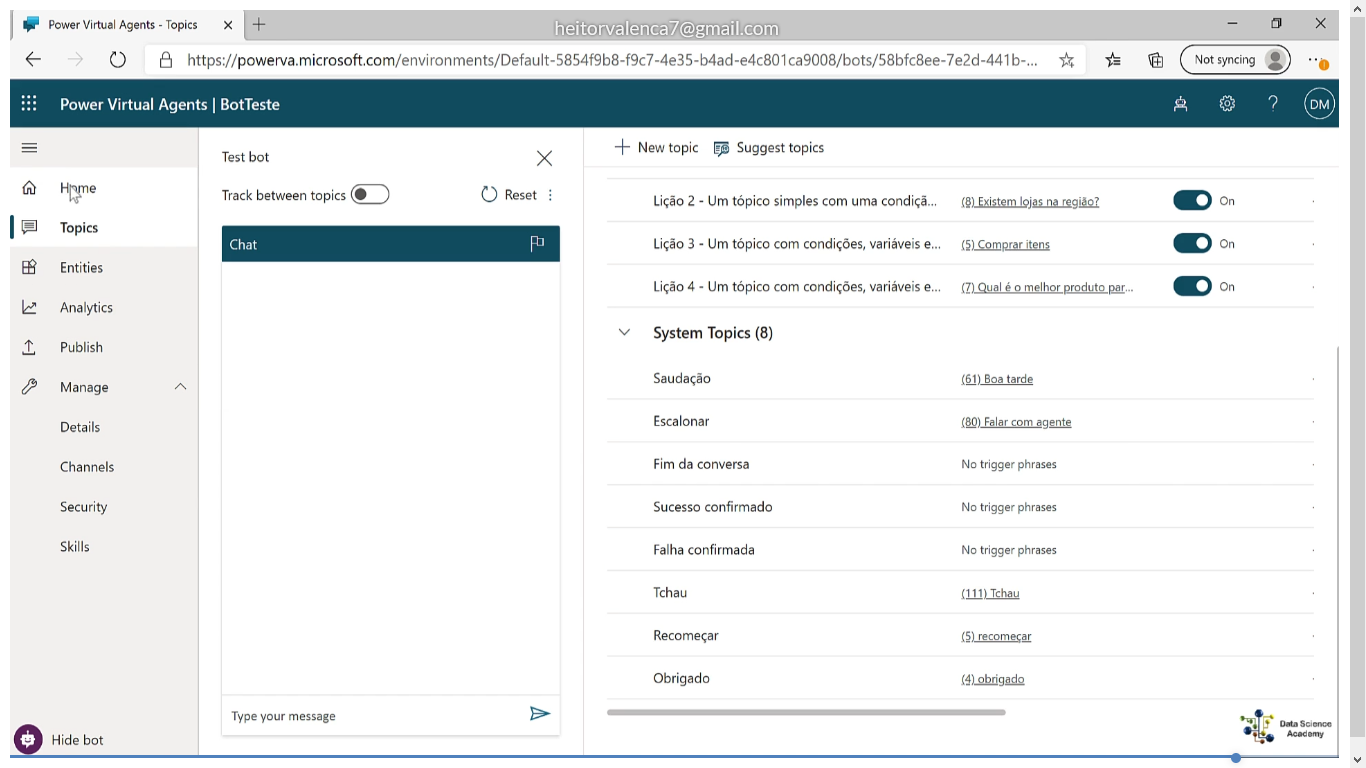 Power Virtual Agents - Topics
heitorvalenca7@gmail.com
https://powerva.microsoft.com/environments/Default-5854f9b8-f9c7-4e35-b4ad-e4c801ca9008/bots/58bfc8ee-7e2d-441b-...
Not syncing
Power Virtual Agents | BotTeste
? DM
Home
Topics
Entities
Analytics
Publish
Manage
Details
Channels
Security
Skills
Hide bot
Test bot
Track between topics
Reset
Chat
Type your message
New topic Suggest topics
Lição 2 - Um tópico simples com uma condiçã... (8) Existem lojas na região? On
Lição 3 - Um tópico com condições, variáveis e... (5) Comprar itens On
Lição 4 - Um tópico com condições, variáveis e... (7) Qual é o melhor produto par... On
System Topics (8)
Saudação (61) Boa tarde
Escalonar (80) Falar com agente
Fim da conversa No trigger phrases
Sucesso confirmado No trigger phrases
Falha confirmada No trigger phrases
Tchau (111) Tchau
Recomeçar (5) recomeçar
Obrigado (4) obrigado
Data Science
Academy